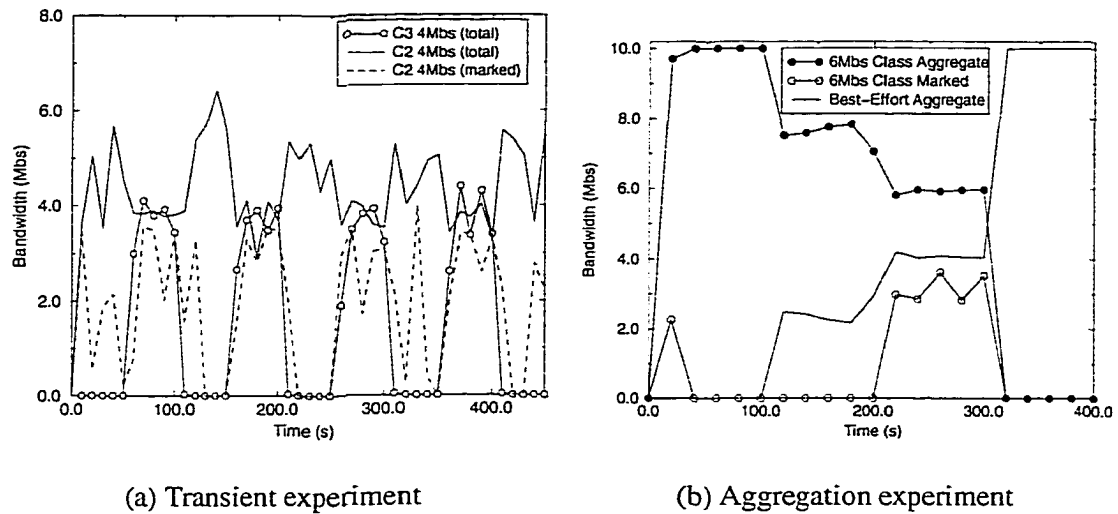 8.0
6.0
4.0
2.0
0.0
Bandwidth (Mbs)
C3 4Mbs (total)
C2 4Mbs (total)
C2 4Mbs (marked)
0.0 100.0 200.0 300.0 400.0
Time (s)
(a) Transient experiment
10.0
8.0
6.0
4.0
2.0
0.0
Bandwidth (Mbs)
6Mbs Class Aggregate
6Mbs Class Marked
Best-Effort Aggregate
0.0 100.0 200.0 300.0 400.0
Time (s)
(b) Aggregation experiment